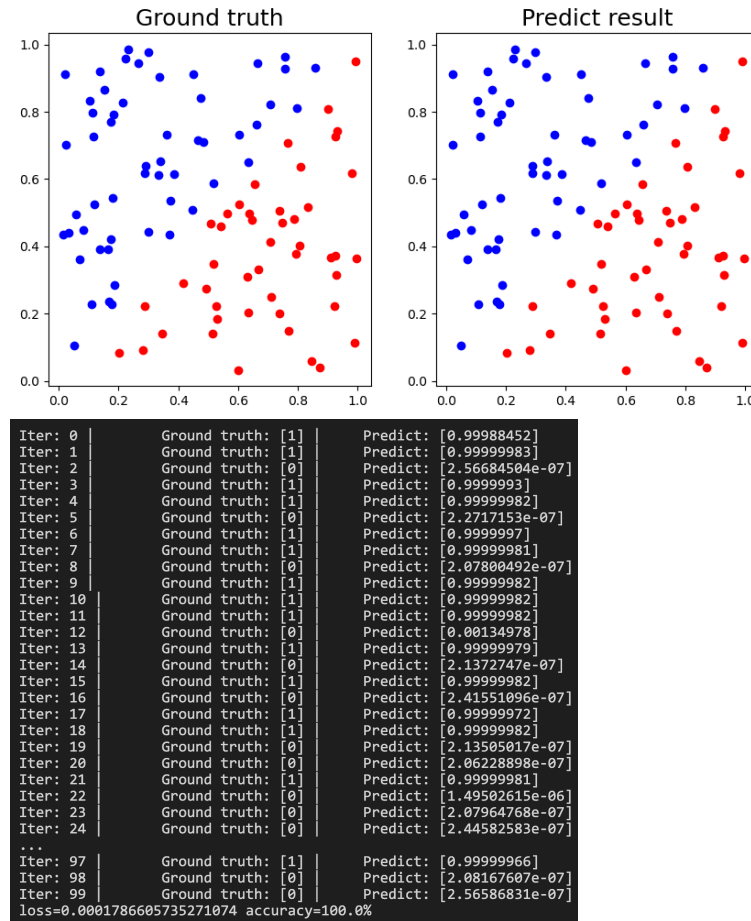 Ground truth
Predict result
1.0
0.8
0.6
0.4
0.2
0.0
0.0 0.2 0.4 0.6 0.8 1.0
1.0
0.8
0.6
0.4
0.2
0.0
0.0 0.2 0.4 0.6 0.8 1.0
Iter: 0 | Ground truth: [1] | Predict: [0.99988452]
Iter: 1 | Ground truth: [1] | Predict: [0.99999983]
Iter: 2 | Ground truth: [0] | Predict: [2.56684504e-07]
Iter: 3 | Ground truth: [1] | Predict: [0.9999993]
Iter: 4 | Ground truth: [1] | Predict: [0.99999982]
Iter: 5 | Ground truth: [0] | Predict: [2.2717153e-07]
Iter: 6 | Ground truth: [1] | Predict: [0.9999997]
Iter: 7 | Ground truth: [1] | Predict: [0.99999981]
Iter: 8 | Ground truth: [0] | Predict: [2.07800492e-07]
Iter: 9 | Ground truth: [1] | Predict: [0.99999982]
Iter: 10 | Ground truth: [1] | Predict: [0.99999982]
Iter: 11 | Ground truth: [1] | Predict: [0.99999982]
Iter: 12 | Ground truth: [0] | Predict: [0.00134978]
Iter: 13 | Ground truth: [1] | Predict: [0.99999979]
Iter: 14 | Ground truth: [0] | Predict: [2.1372747e-07]
Iter: 15 | Ground truth: [1] | Predict: [0.99999982]
Iter: 16 | Ground truth: [0] | Predict: [2.41551096e-07]
Iter: 17 | Ground truth: [1] | Predict: [0.99999972]
Iter: 18 | Ground truth: [1] | Predict: [0.99999982]
Iter: 19 | Ground truth: [0] | Predict: [2.13505017e-07]
Iter: 20 | Ground truth: [0] | Predict: [2.06228898e-07]
Iter: 21 | Ground truth: [1] | Predict: [0.99999981]
Iter: 22 | Ground truth: [0] | Predict: [1.49502615e-06]
Iter: 23 | Ground truth: [0] | Predict: [2.07964768e-07]
Iter: 24 | Ground truth: [0] | Predict: [2.44582583e-07]
...
Iter: 97 | Ground truth: [1] | Predict: [0.99999966]
Iter: 98 | Ground truth: [0] | Predict: [2.08167607e-07]
Iter: 99 | Ground truth: [0] | Predict: [2.56586831e-07]
loss=0.0001786605735271074 accuracy=100.0%